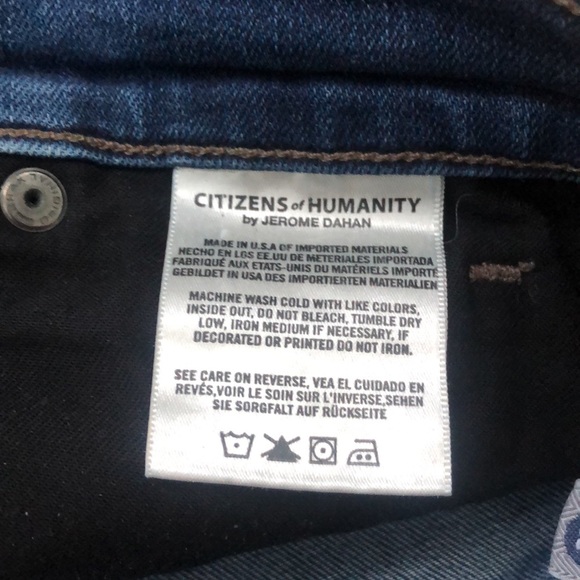 CITIZENS of HUMANITY
by JEROME DAHAN
MADE IN U.S.A OF IMPORTED MATERIALS
HECHO EN LOS EE.UU DE METERIALES IMPORTADA
FABRIQUÉ AUX ETATS-UNIS DU MATÉRIELS IMPORTÉ
GEBILDET IN USA DES IMPORTIERTEN MATERIALIEN
MACHINE WASH COLD WITH LIKE COLORS,
INSIDE OUT, DO NOT BLEACH, TUMBLE DRY
LOW, IRON MEDIUM IF NECESSARY, IF
DECORATED OR PRINTED DO NOT IRON.
SEE CARE ON REVERSE, VEA EL CUIDADO EN
REVÉS,VOIR LE SOIN SUR L'INVERSE,SEHEN
SIE SORGFALT AUF RÜCKSEITE